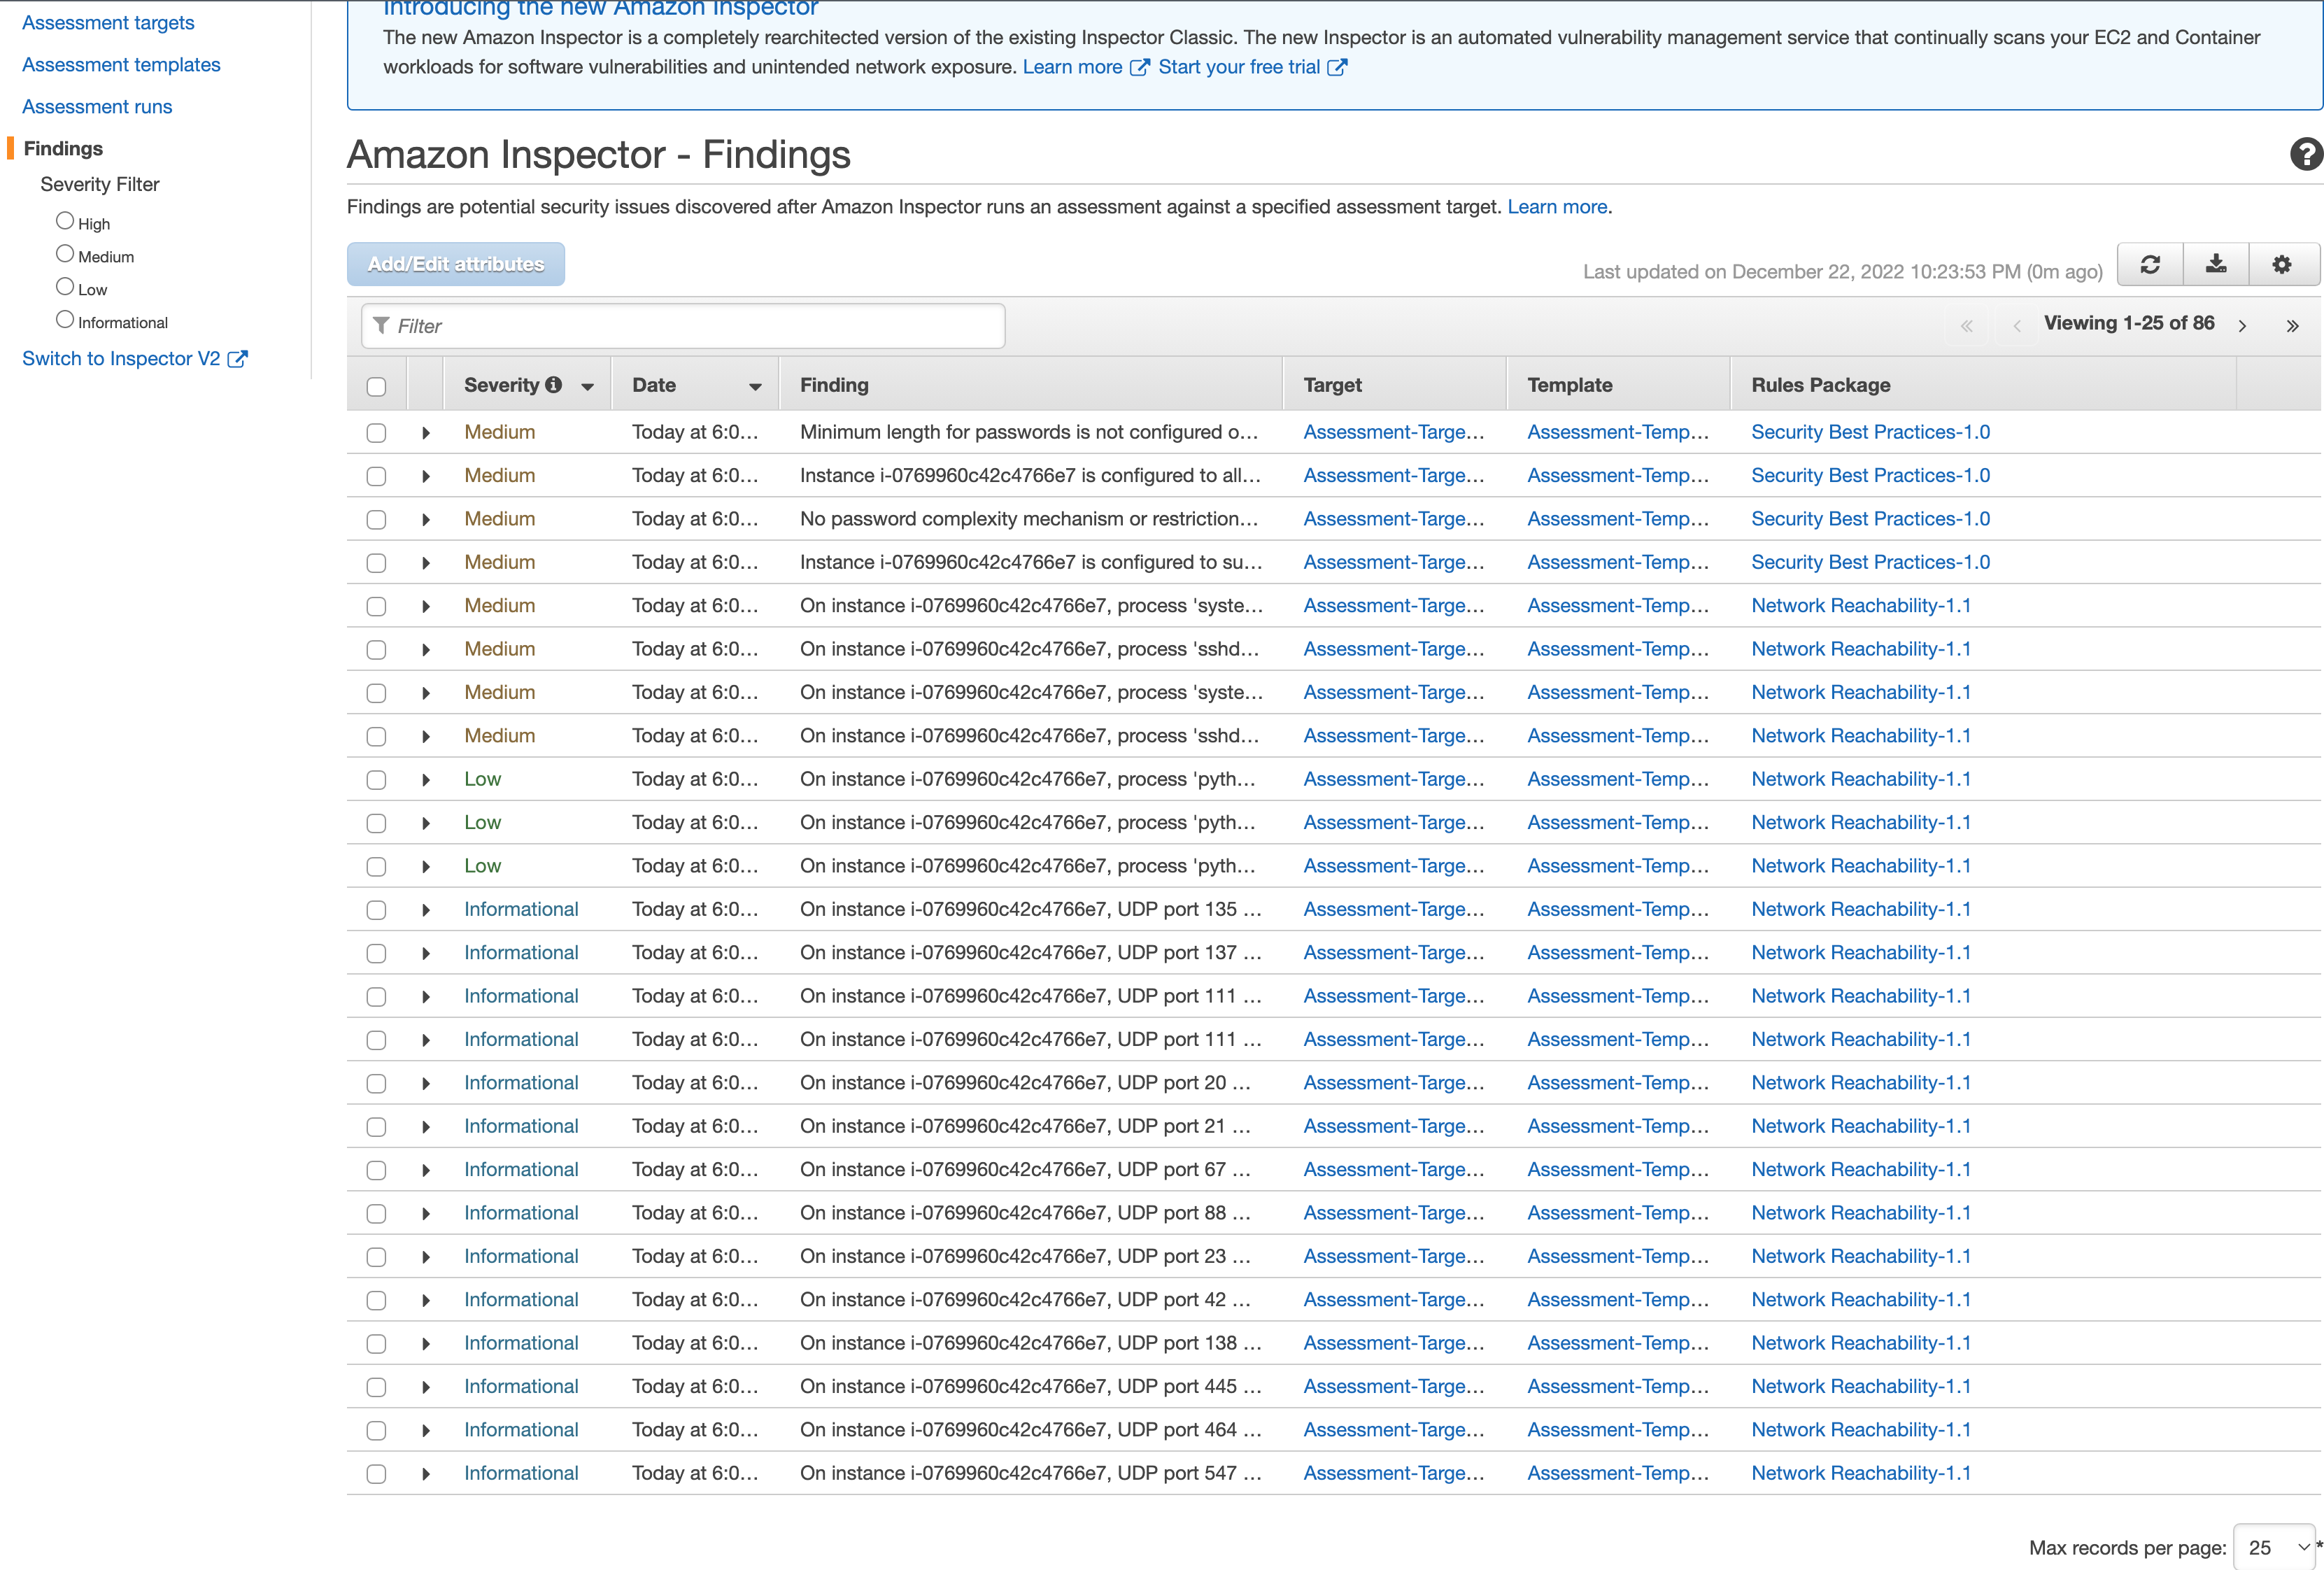 Assessment targets
Assessment templates
Assessment runs
Findings
Severity Filter
High
Medium
Low
Informational
Switch to Inspector V2
Introducing the new Amazon Inspector
The new Amazon Inspector is a completely rearchitected version of the existing Inspector Classic. The new Inspector is an automated vulnerability management service that continually scans your EC2 and Container
workloads for software vulnerabilities and unintended network exposure. Learn more Start your free trial
Amazon Inspector - Findings
Findings are potential security issues discovered after Amazon Inspector runs an assessment against a specified assessment target. Learn more.
Add/Edit attributes
Last updated on December 22, 2022 10:23:53 PM (0m ago)
Filter
« ‹ Viewing 1-25 of 86 › »
Severity Date Finding Target Template Rules Package
Medium Today at 6:0... Minimum length for passwords is not configured o... Assessment-Targe... Assessment-Temp... Security Best Practices-1.0
Medium Today at 6:0... Instance i-0769960c42c4766e7 is configured to all... Assessment-Targe... Assessment-Temp... Security Best Practices-1.0
Medium Today at 6:0... No password complexity mechanism or restriction... Assessment-Targe... Assessment-Temp... Security Best Practices-1.0
Medium Today at 6:0... Instance i-0769960c42c4766e7 is configured to su... Assessment-Targe... Assessment-Temp... Security Best Practices-1.0
Medium Today at 6:0... On instance i-0769960c42c4766e7, process 'syste... Assessment-Targe... Assessment-Temp... Network Reachability-1.1
Medium Today at 6:0... On instance i-0769960c42c4766e7, process 'sshd... Assessment-Targe... Assessment-Temp... Network Reachability-1.1
Medium Today at 6:0... On instance i-0769960c42c4766e7, process 'syste... Assessment-Targe... Assessment-Temp... Network Reachability-1.1
Medium Today at 6:0... On instance i-0769960c42c4766e7, process 'sshd... Assessment-Targe... Assessment-Temp... Network Reachability-1.1
Low Today at 6:0... On instance i-0769960c42c4766e7, process 'pyth... Assessment-Targe... Assessment-Temp... Network Reachability-1.1
Low Today at 6:0... On instance i-0769960c42c4766e7, process 'pyth... Assessment-Targe... Assessment-Temp... Network Reachability-1.1
Low Today at 6:0... On instance i-0769960c42c4766e7, process 'pyth... Assessment-Targe... Assessment-Temp... Network Reachability-1.1
Informational Today at 6:0... On instance i-0769960c42c4766e7, UDP port 135 ... Assessment-Targe... Assessment-Temp... Network Reachability-1.1
Informational Today at 6:0... On instance i-0769960c42c4766e7, UDP port 137 ... Assessment-Targe... Assessment-Temp... Network Reachability-1.1
Informational Today at 6:0... On instance i-0769960c42c4766e7, UDP port 111 ... Assessment-Targe... Assessment-Temp... Network Reachability-1.1
Informational Today at 6:0... On instance i-0769960c42c4766e7, UDP port 111 ... Assessment-Targe... Assessment-Temp... Network Reachability-1.1
Informational Today at 6:0... On instance i-0769960c42c4766e7, UDP port 20 ... Assessment-Targe... Assessment-Temp... Network Reachability-1.1
Informational Today at 6:0... On instance i-0769960c42c4766e7, UDP port 21 ... Assessment-Targe... Assessment-Temp... Network Reachability-1.1
Informational Today at 6:0... On instance i-0769960c42c4766e7, UDP port 67 ... Assessment-Targe... Assessment-Temp... Network Reachability-1.1
Informational Today at 6:0... On instance i-0769960c42c4766e7, UDP port 88 ... Assessment-Targe... Assessment-Temp... Network Reachability-1.1
Informational Today at 6:0... On instance i-0769960c42c4766e7, UDP port 23 ... Assessment-Targe... Assessment-Temp... Network Reachability-1.1
Informational Today at 6:0... On instance i-0769960c42c4766e7, UDP port 42 ... Assessment-Targe... Assessment-Temp... Network Reachability-1.1
Informational Today at 6:0... On instance i-0769960c42c4766e7, UDP port 138 ... Assessment-Targe... Assessment-Temp... Network Reachability-1.1
Informational Today at 6:0... On instance i-0769960c42c4766e7, UDP port 445 ... Assessment-Targe... Assessment-Temp... Network Reachability-1.1
Informational Today at 6:0... On instance i-0769960c42c4766e7, UDP port 464 ... Assessment-Targe... Assessment-Temp... Network Reachability-1.1
Informational Today at 6:0... On instance i-0769960c42c4766e7, UDP port 547 ... Assessment-Targe... Assessment-Temp... Network Reachability-1.1
Max records per page: 25 *